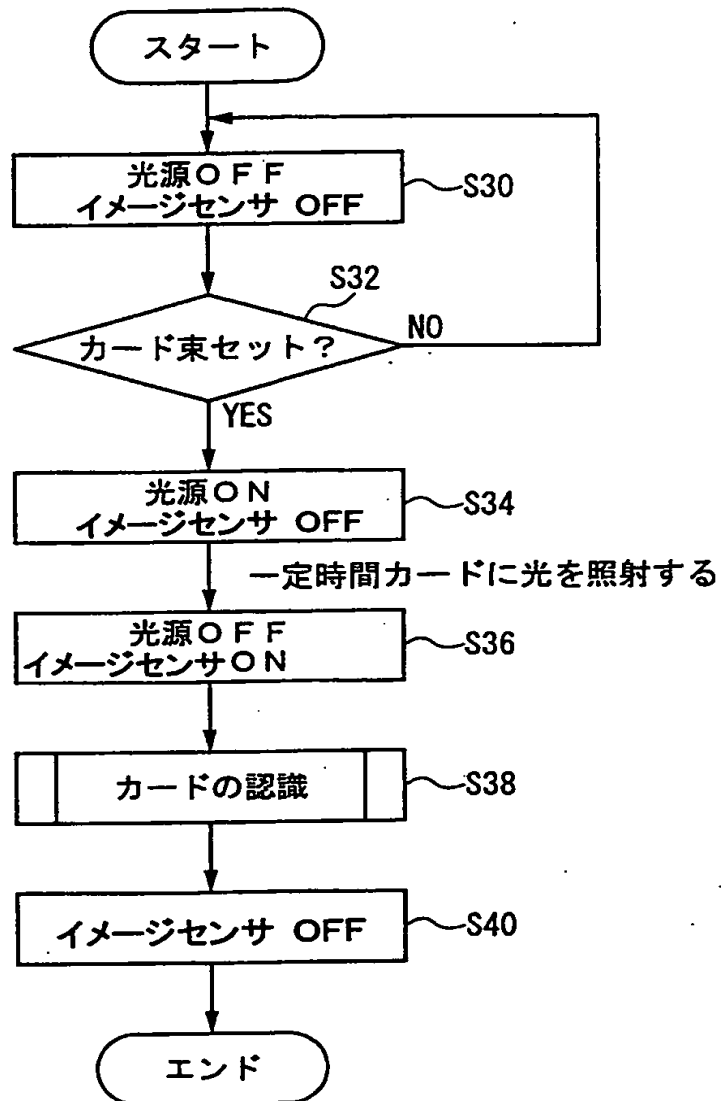 スタート
光源OFF
イメージセンサ OFF
S30
S32
カード束セット?
NO
YES
光源ON
イメージセンサ OFF
S34
一定時間カードに光を照射する
光源OFF
イメージセンサON
S36
カードの認識
S38
イメージセンサ OFF
S40
エンド